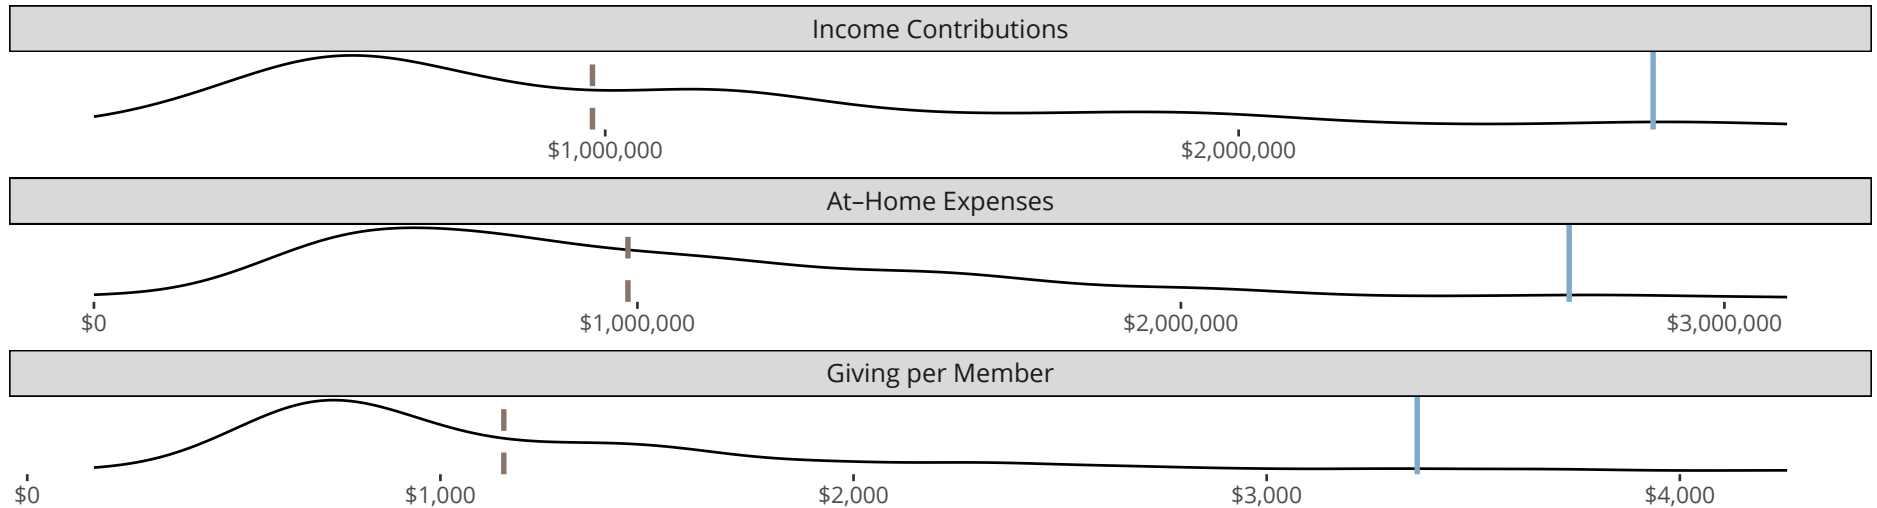 Income Contributions
$1,000,000 $2,000,000
At–Home Expenses
$0 $1,000,000 $2,000,000 $3,000,000
Giving per Member
$0 $1,000 $2,000 $3,000 $4,000